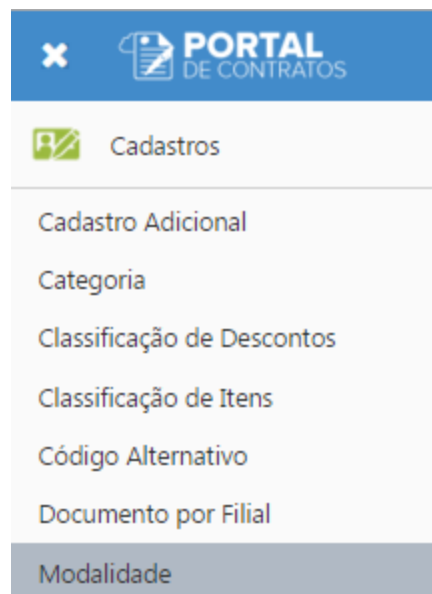 PORTAL
DE CONTRATOS
Cadastros
Cadastro Adicional
Categoria
Classificação de Descontos
Classificação de Itens
Código Alternativo
Documento por Filial
Modalidade